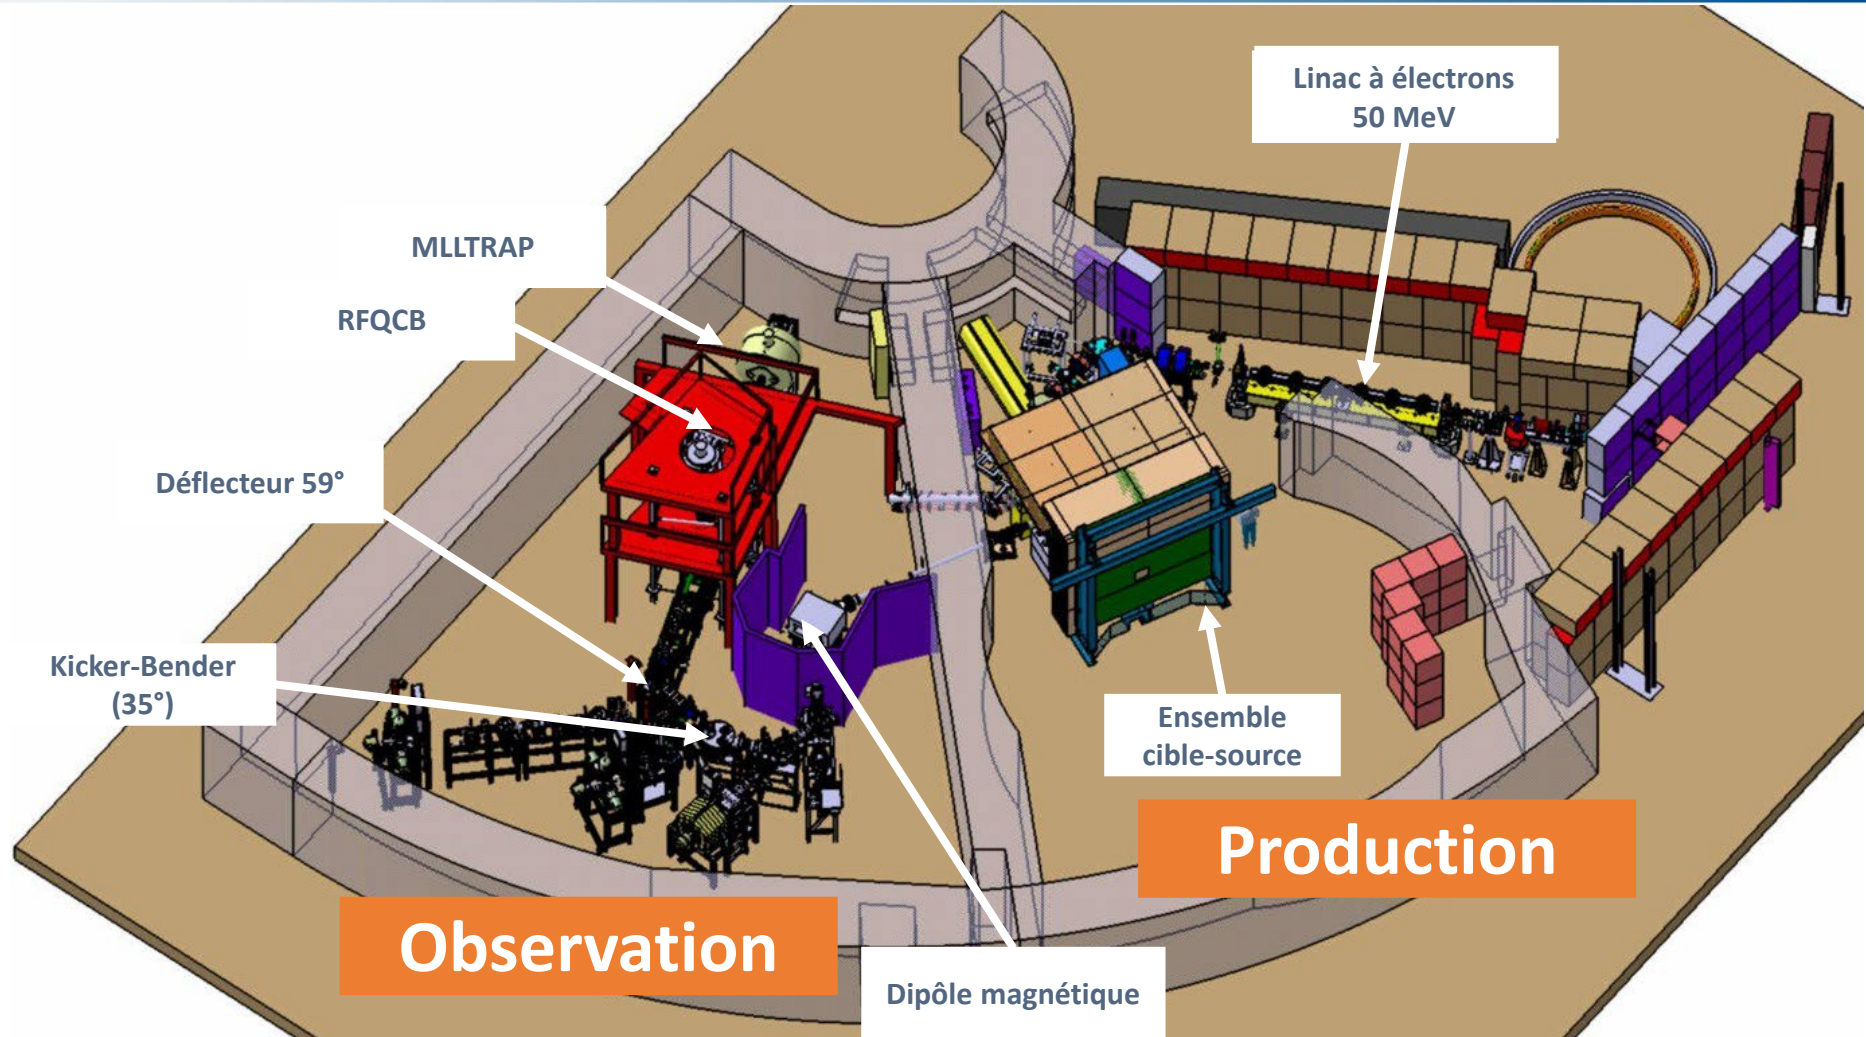 Linac à électrons
50 MeV
MLLTRAP
RFQCB
Déflecteur 59°
Kicker-Bender
(35°)
Ensemble
cible-source
Production
Observation
Dipôle magnétique